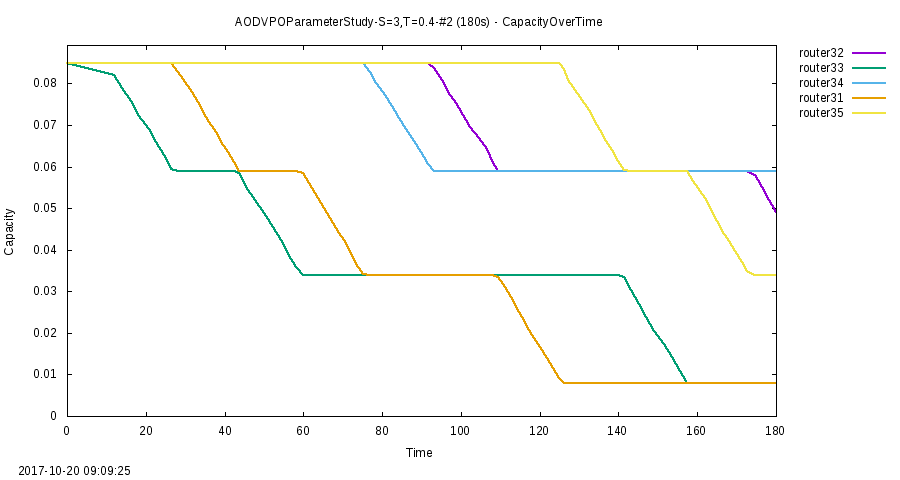 AODVPOParameterStudy-S=3,T=0.4-#2 (180s) - CapacityOverTime
router32
router33
router34
router31
router35
0.08
0.07
0.06
0.05
0.04
0.03
0.02
0.01
0
Capacity
0 20 40 60 80 100 120 140 160 180
Time
2017-10-20 09:09:25